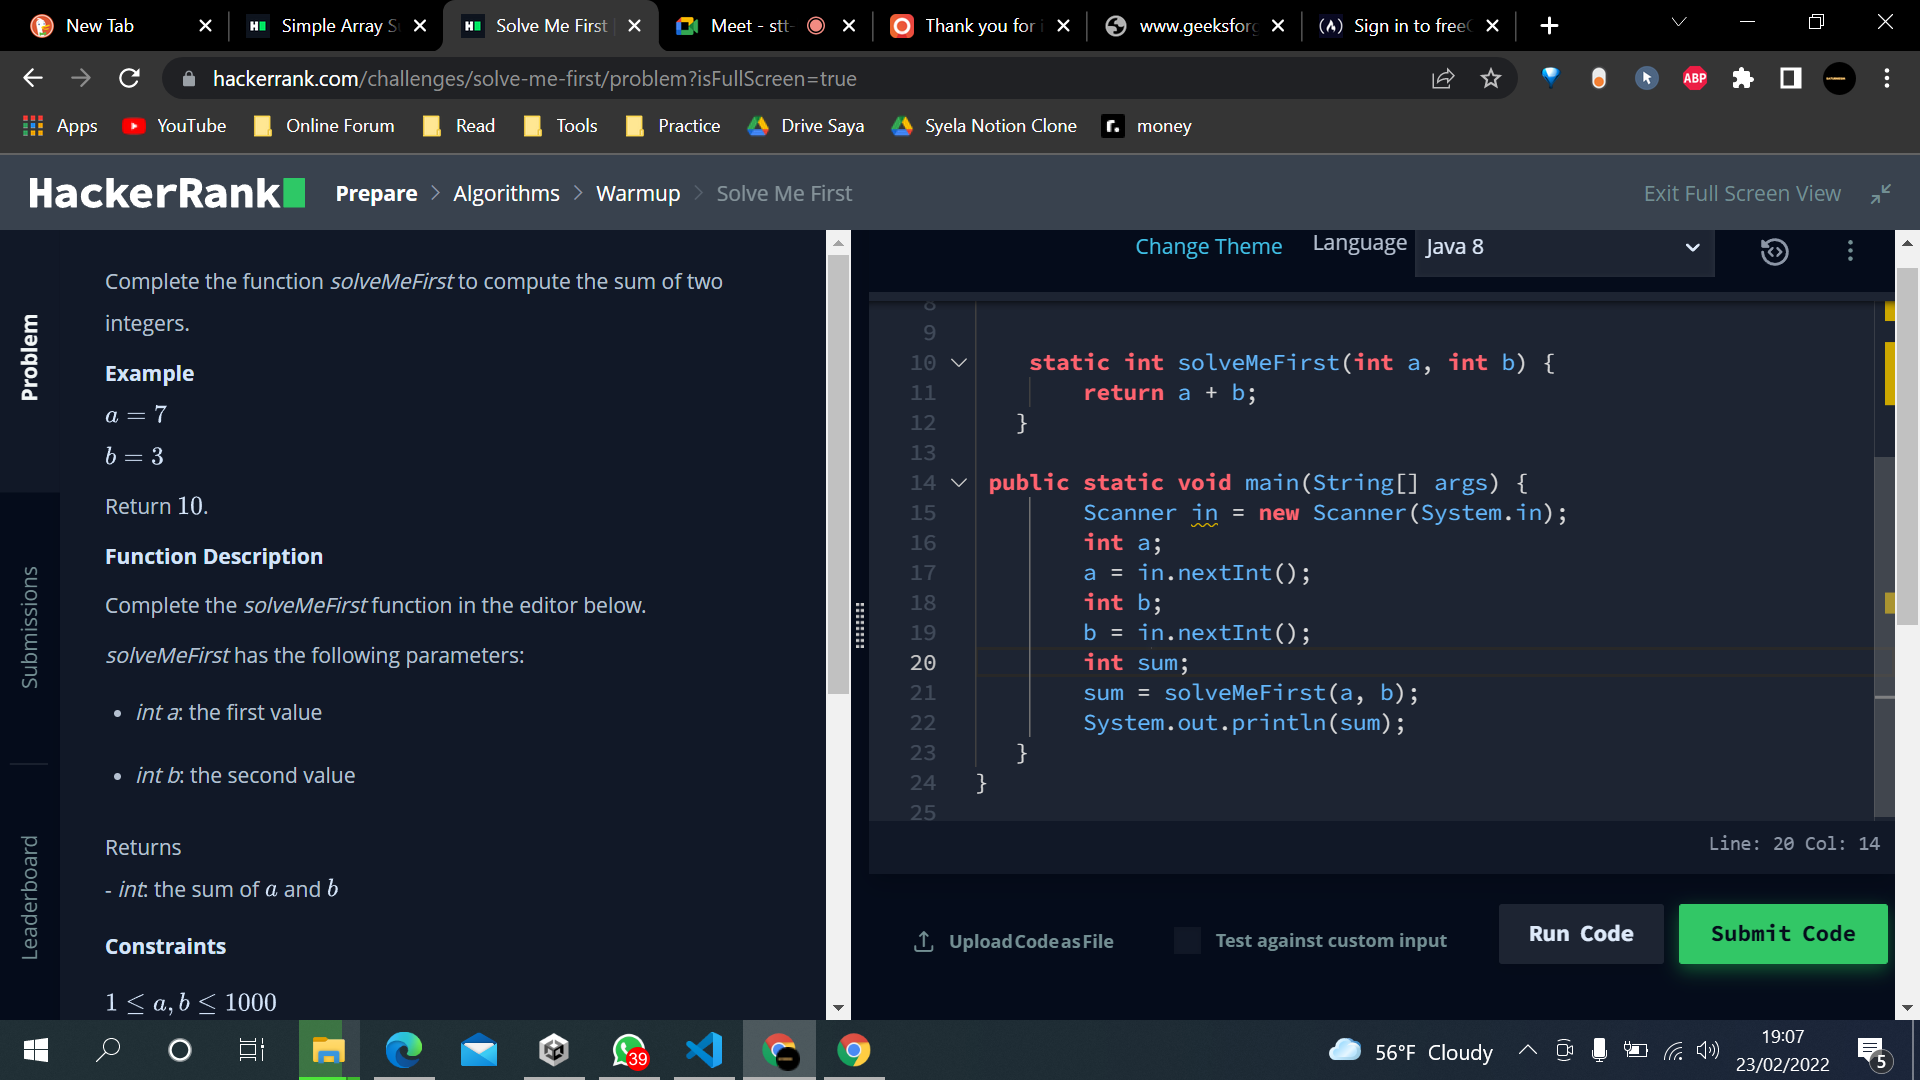 New Tab
Simple Array S
Solve Me First
Meet - stt-
Thank you for
www.geeksforg
Sign in to freeC
hackerrank.com/challenges/solve-me-first/problem?isFullScreen=true
ABP
Apps
YouTube
Online Forum
Read
Tools
Practice
Drive Saya
Syela Notion Clone
money
HackerRank
Prepare > Algorithms > Warmup > Solve Me First
Exit Full Screen View
Problem
Submissions
Leaderboard
Complete the function solveMeFirst to compute the sum of two
integers.
Example
a = 7
b = 3
Return 10.
Function Description
Complete the solveMeFirst function in the editor below.
solveMeFirst has the following parameters:
• int a: the first value
• int b: the second value
Returns
- int: the sum of a and b
Constraints
1 ≤ a, b ≤ 1000
Change Theme
Language
Java 8
8
9
10 static int solveMeFirst(int a, int b) {
11 return a + b;
12 }
13
14 public static void main(String[] args) {
15 Scanner in = new Scanner(System.in);
16 int a;
17 a = in.nextInt();
18 int b;
19 b = in.nextInt();
20 int sum;
21 sum = solveMeFirst(a, b);
22 System.out.println(sum);
23 }
24 }
25
Line: 20 Col: 14
Upload Code as File
Test against custom input
Run Code
Submit Code
39
56°F Cloudy
19:07
23/02/2022
5